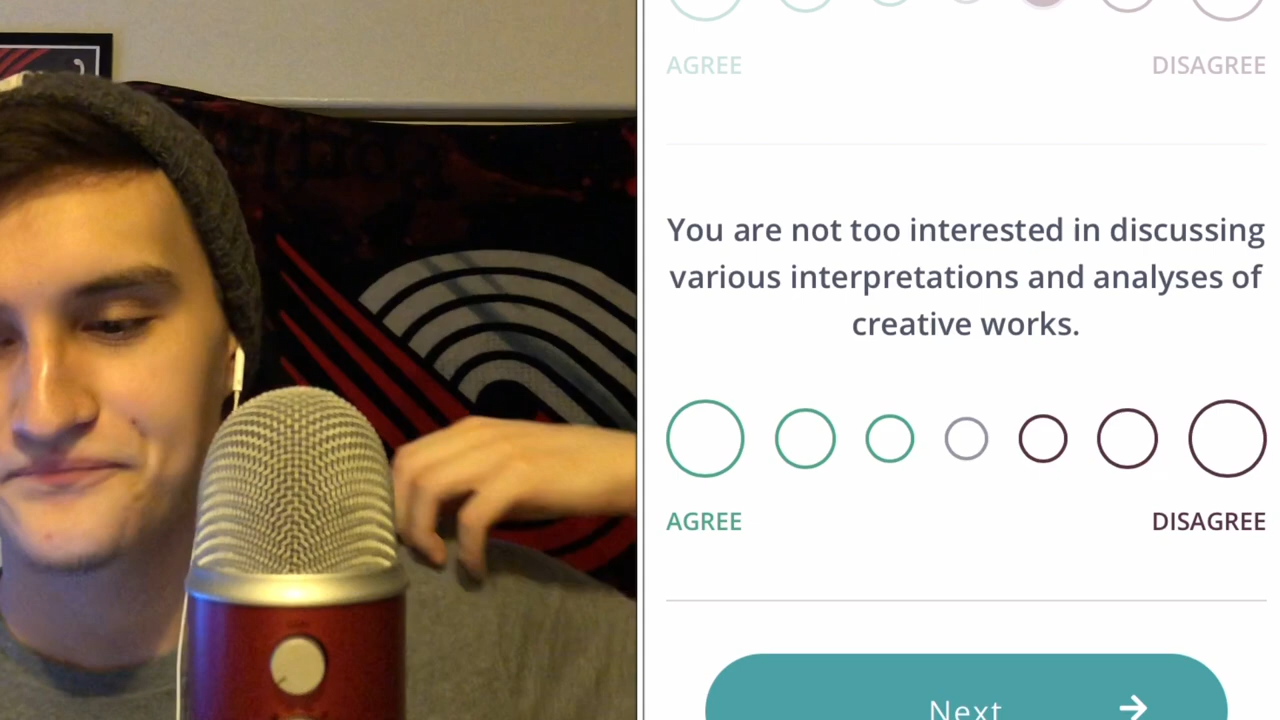 AGREE
DISAGREE
You are not too interested in discussing
various interpretations and analyses of
creative works.
AGREE
DISAGREE
Next